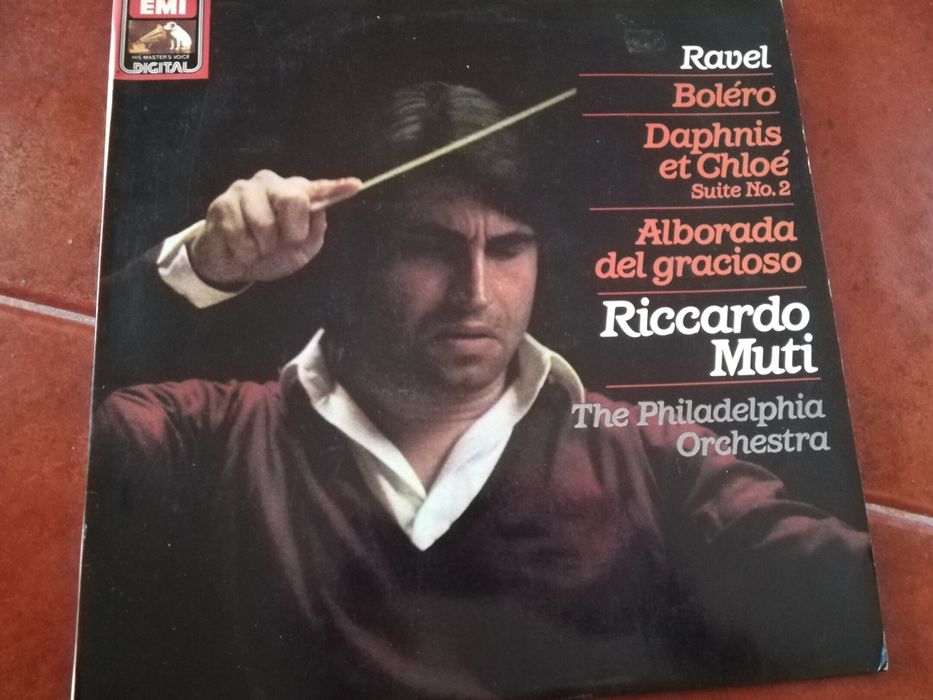 EMI
HIS MASTER'S VOICE
DIGITAL
Ravel
Boléro
Daphnis
et Chloé
Suite No. 2
Alborada
del gracioso
Riccardo
Muti
The Philadelphia
Orchestra